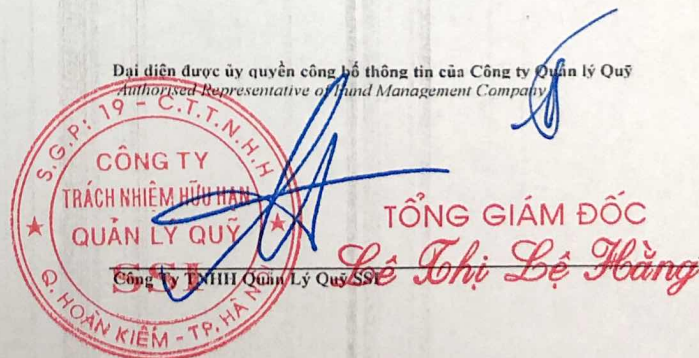 Đại diện được ủy quyền công bố thông tin của Công ty Quản lý Quỹ
Authorised Representative of Fund Management Company
S.G.P: 19 - C.T.T.N.H.H
CÔNG TY
TRÁCH NHIỆM HỮU HẠN
QUẢN LÝ QUỸ
SSI
Q. HOÀN KIẾM - TP. HÀ NỘI
TỔNG GIÁM ĐỐC
Lê Thị Lệ Hằng
Công ty TNHH Quản Lý Quỹ SSI